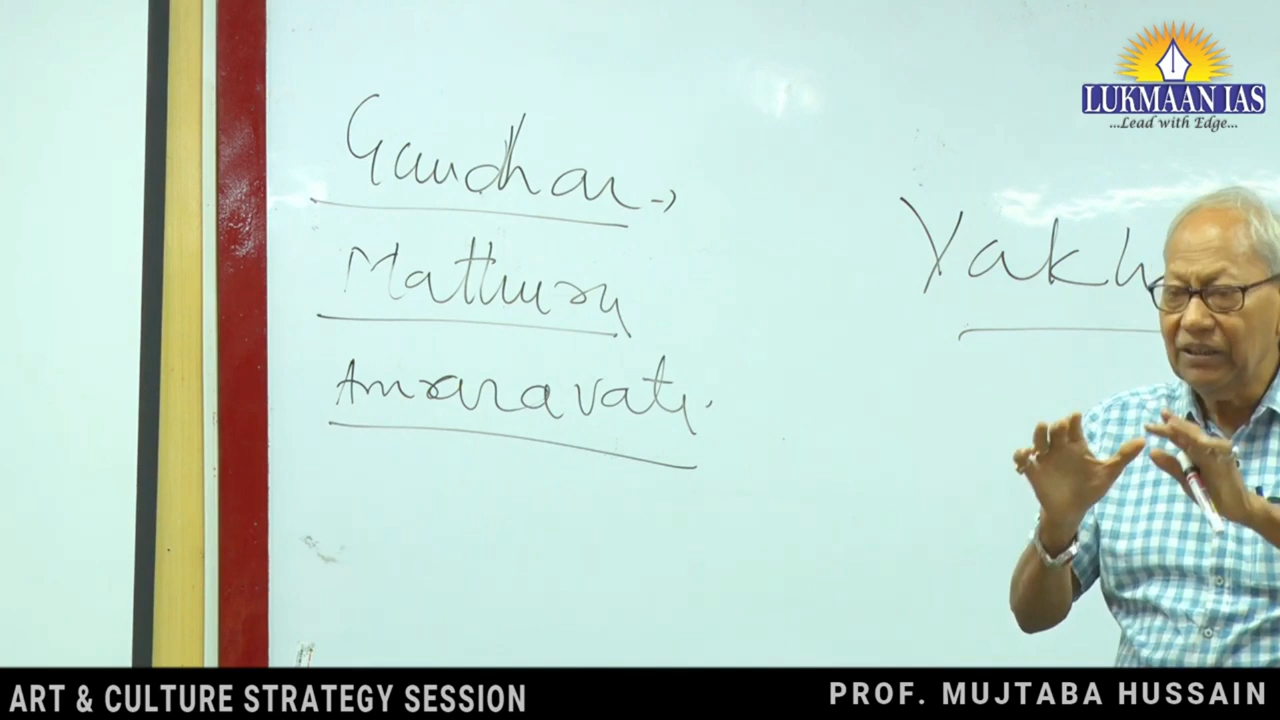 LUKMAAN IAS
...Lead with Edge...
Gandhar →
Mathura
Amaravati.
Yakh
ART & CULTURE STRATEGY SESSION
PROF. MUJTABA HUSSAIN